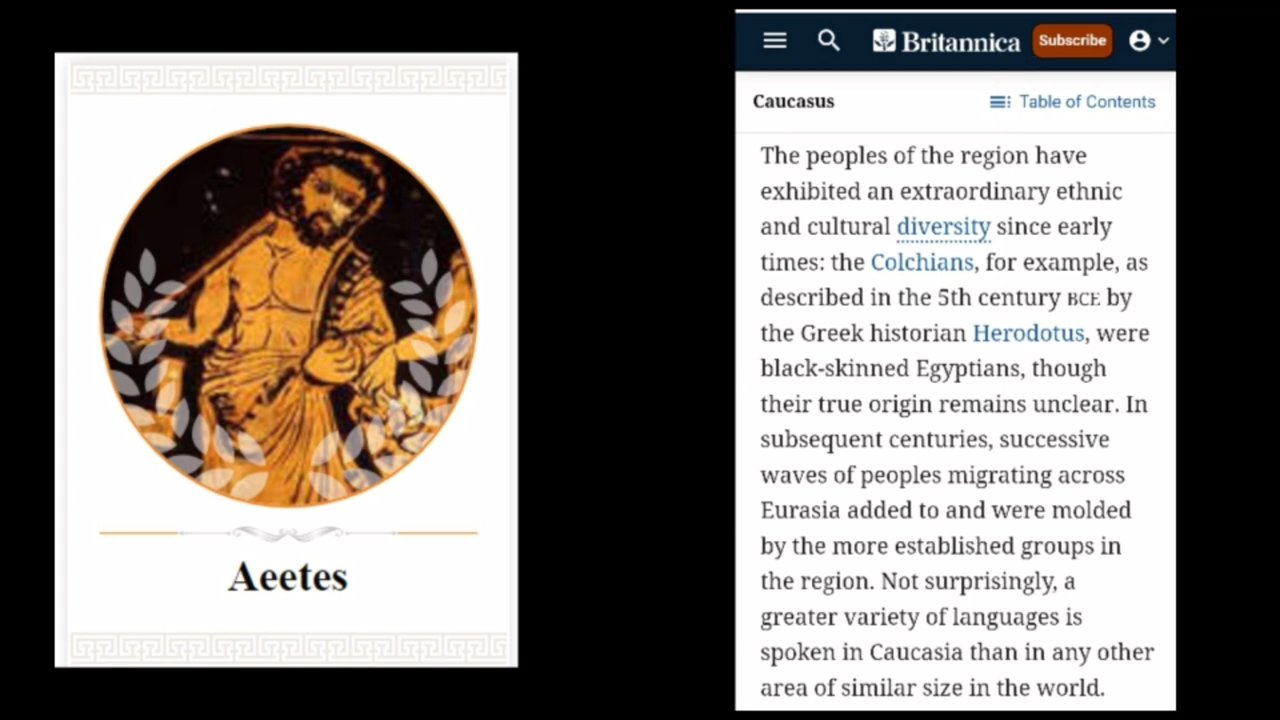 Aeetes
Britannica
Subscribe
Caucasus
Table of Contents
The peoples of the region have
exhibited an extraordinary ethnic
and cultural diversity since early
times: the Colchians, for example, as
described in the 5th century BCE by
the Greek historian Herodotus, were
black-skinned Egyptians, though
their true origin remains unclear. In
subsequent centuries, successive
waves of peoples migrating across
Eurasia added to and were molded
by the more established groups in
the region. Not surprisingly, a
greater variety of languages is
spoken in Caucasia than in any other
area of similar size in the world.